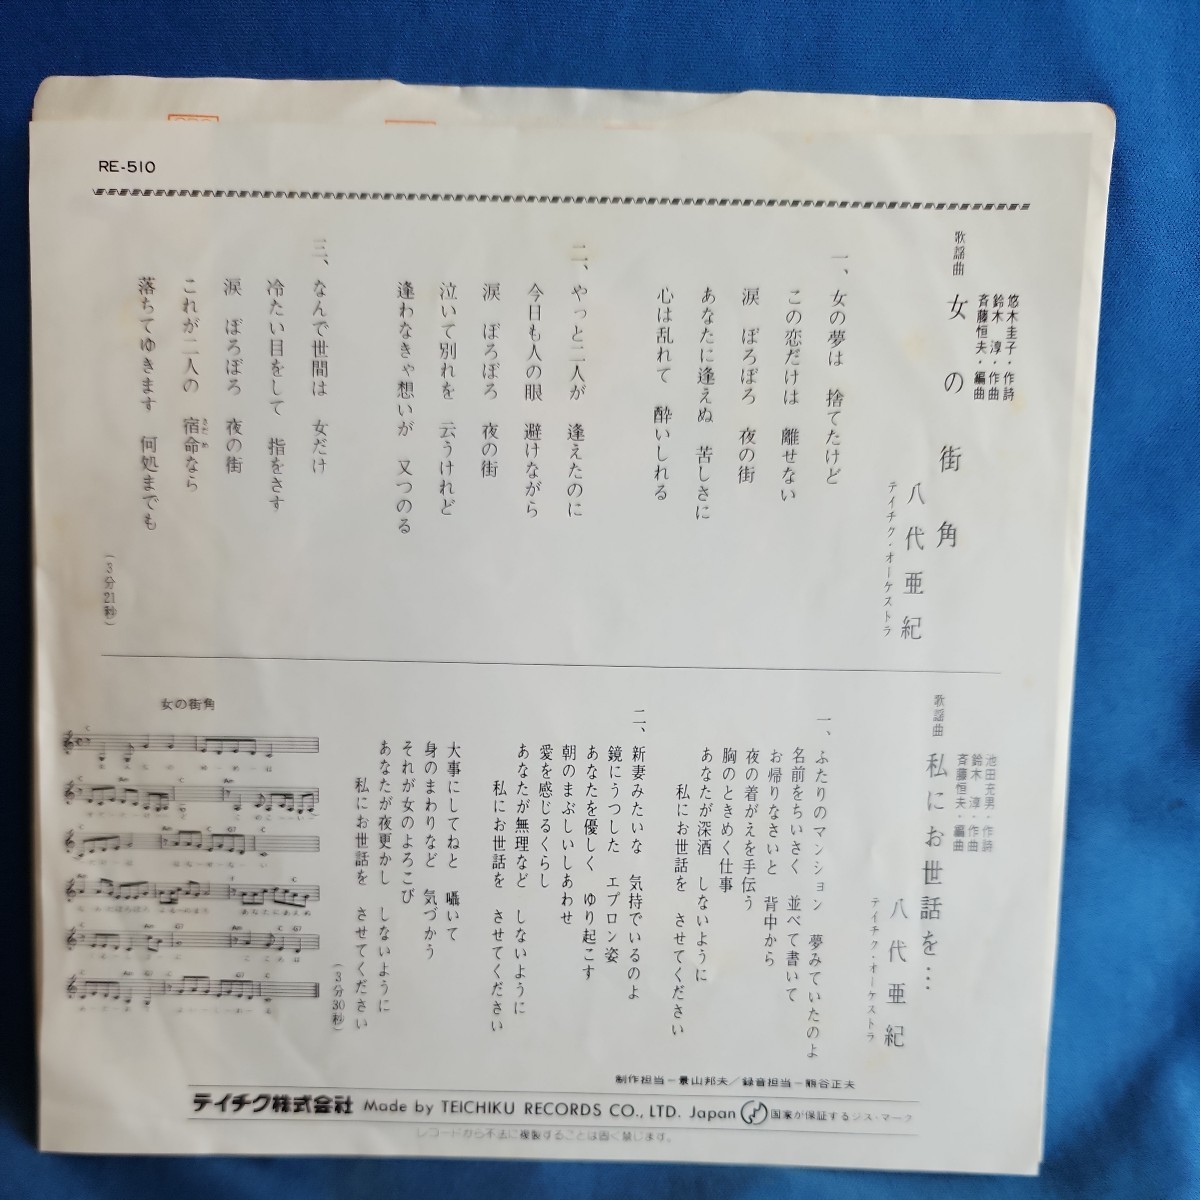 RE-510
歌謡曲
女の街角
悠木圭子・作詩
鈴木 淳・作曲
斉藤恒夫・編曲
八代亜紀
テイチク・オーケストラ
一、女の夢は 捨てたけど
この恋だけは 離せない
涙 ぽろぽろ 夜の街
あなたに逢えぬ 苦しさに
心は乱れて 酔いしれる
二、やっと二人が 逢えたのに
今日も人の眼 避けながら
涙 ぽろぽろ 夜の街
泣いて別れを 云うけれど
逢わなきゃ想いが 又つのる
三、なんで世間は 女だけ
冷たい目をして 指をさす
涙 ぽろぽろ 夜の街
これが二人の 宿命なら
さだめ
落ちてゆきます 何処までも
(3分21秒)
歌謡曲
私にお世話を…
池田充男・作詩
鈴木 淳・作曲
斉藤恒夫・編曲
八代亜紀
テイチク・オーケストラ
一、ふたりのマンション 夢みていたのよ
名前をちいさく 並べて書いて
お帰りなさいと 背中から
夜の着がえを手伝う
胸のときめく仕事
あなたが深酒 しないように
私にお世話を させてください
二、新妻みたいな 気持でいるのよ
鏡にうつした エプロン姿
あなたを優しく ゆり起こす
朝のまぶしいしあわせ
愛を感じるくらし
あなたが無理など しないように
私にお世話を させてください
大事にしてねと 囁いて
身のまわりなど 気づかう
それが女のよろこび
あなたが夜更かし しないように
私にお世話を させてください
(3分30秒)
女の街角
制作担当－景山邦夫／録音担当－熊谷正夫
テイチク株式会社 Made by TEICHIKU RECORDS CO., LTD. Japan 国家が保証するジス・マーク
レコードから不法に複製することは固く禁じます。